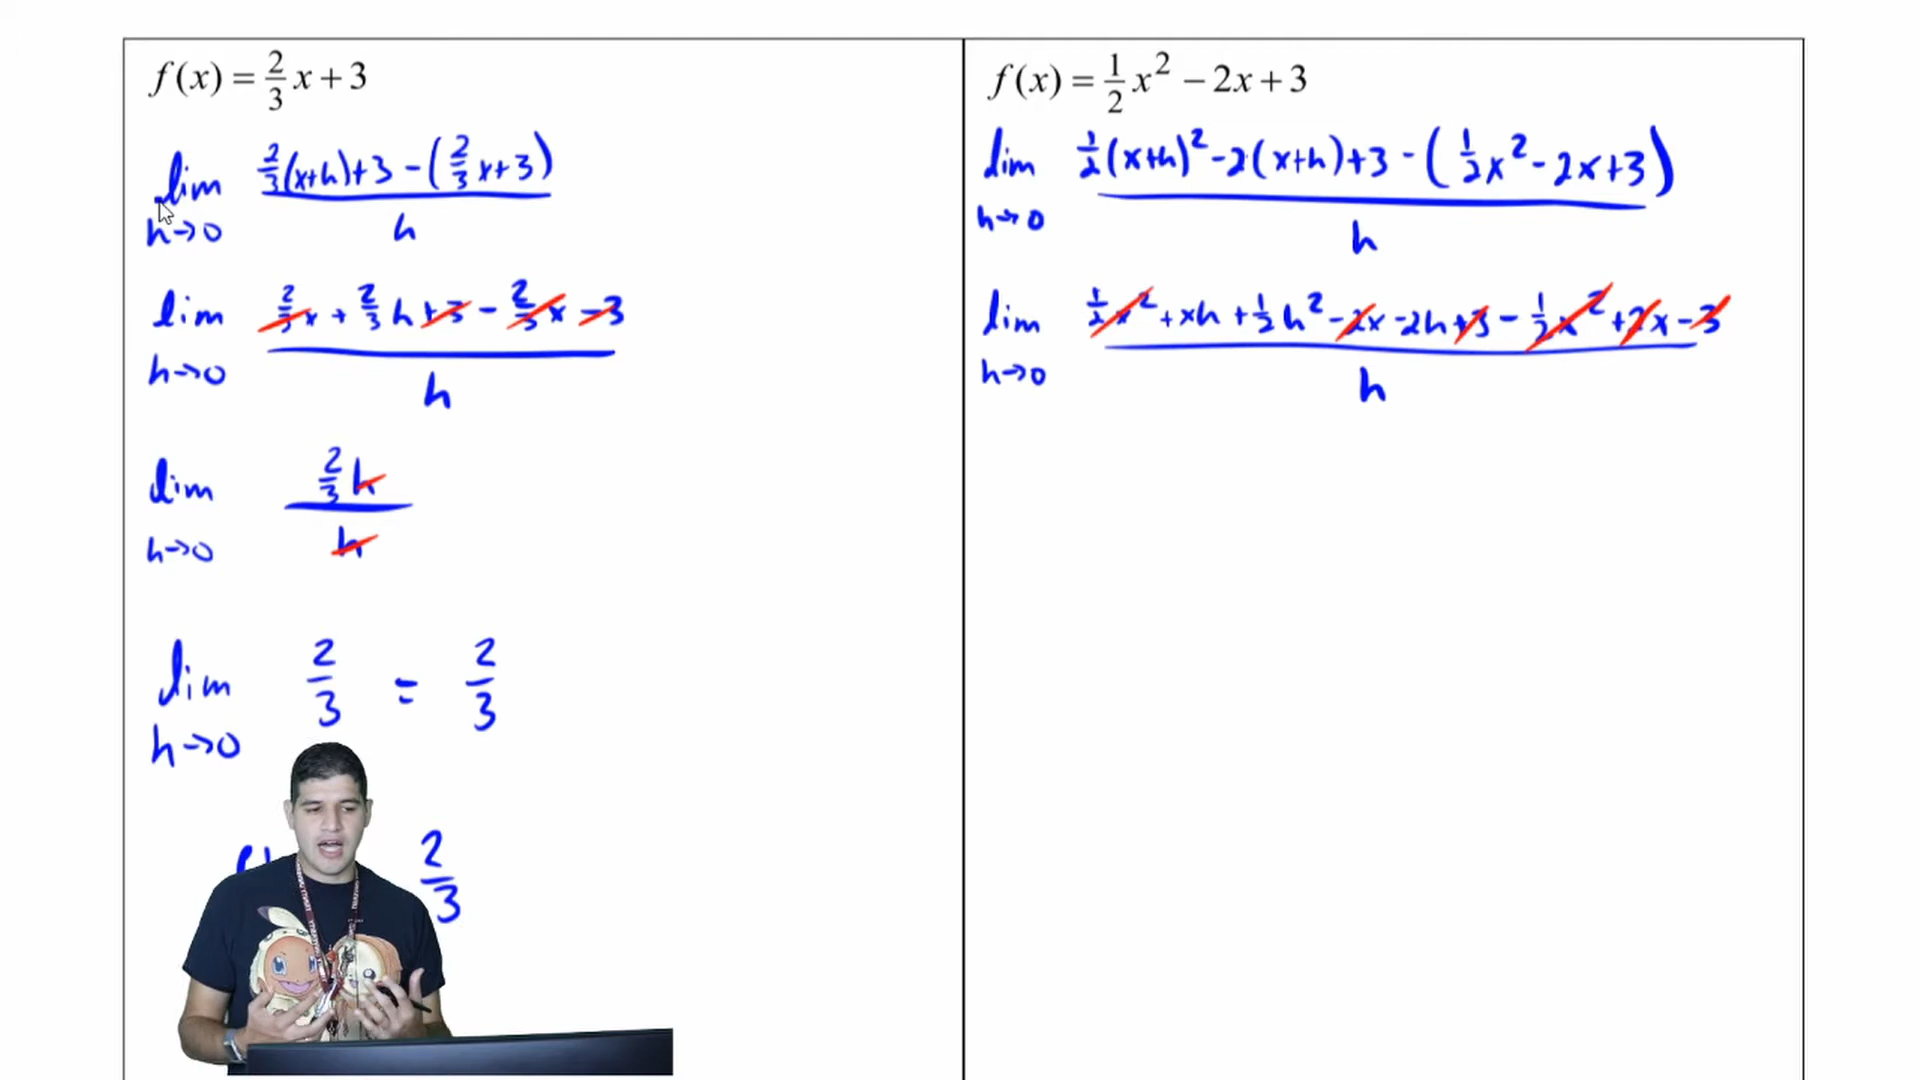 f(x) = 2/3 x + 3
lim h→0 (2/3(x+h)+3 - (2/3 x+3)) / h
lim h→0 (2/3 x + 2/3 h + 3 - 2/3 x - 3) / h
lim h→0 (2/3 h) / h
lim h→0 2/3 = 2/3
2/3
f(x) = 1/2 x² - 2x + 3
lim h→0 (1/2(x+h)² - 2(x+h) + 3 - (1/2 x² - 2x + 3)) / h
lim h→0 (1/2 x² + xh + 1/2 h² - 2x - 2h + 3 - 1/2 x² + 2x - 3) / h